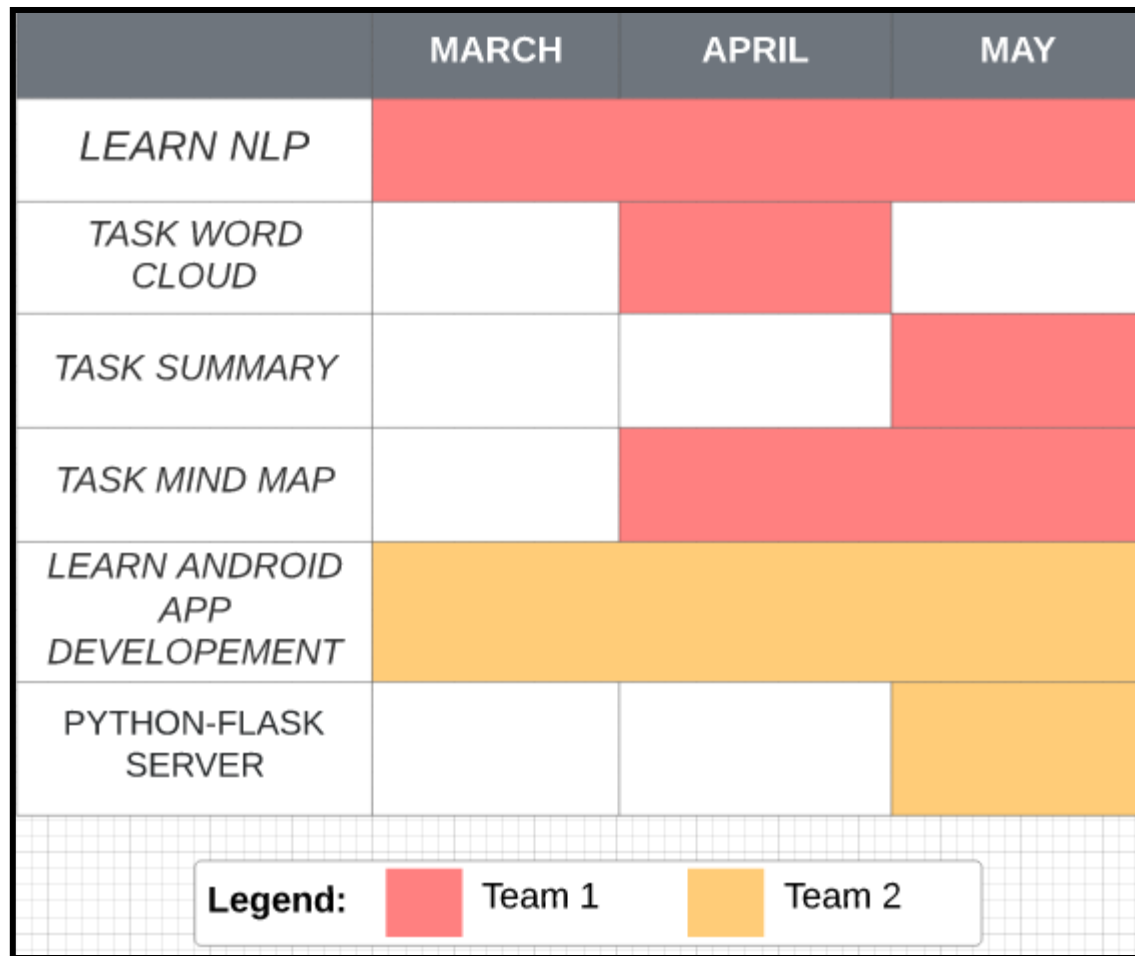 MARCH APRIL MAY
LEARN NLP
TASK WORD
CLOUD
TASK SUMMARY
TASK MIND MAP
LEARN ANDROID
APP
DEVELOPEMENT
PYTHON-FLASK
SERVER
Legend: Team 1 Team 2